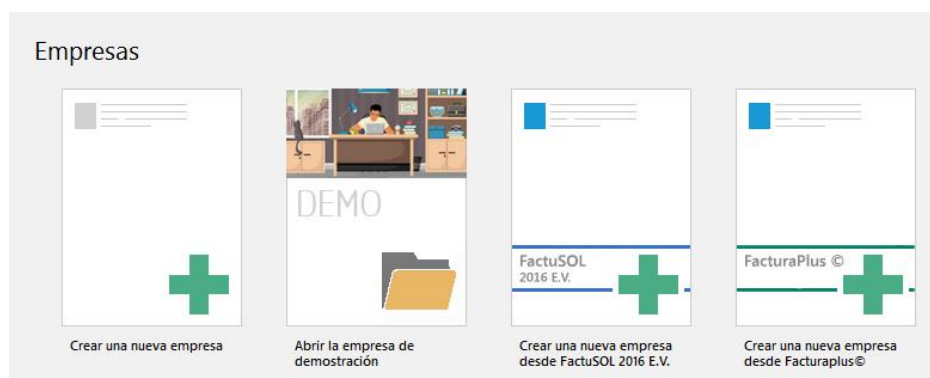 Empresas
DEMO
FactuSOL
2016 E.V.
FacturaPlus ©
Crear una nueva empresa
Abrir la empresa de
demostración
Crear una nueva empresa
desde FactuSOL 2016 E.V.
Crear una nueva empresa
desde Facturaplus©